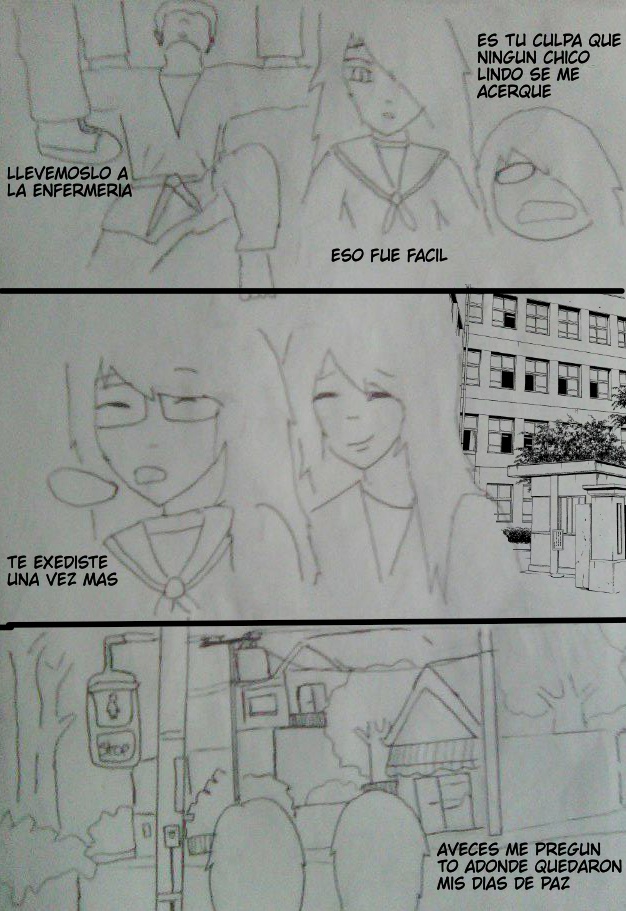 ES TU CULPA QUE
NINGUN CHICO
LINDO SE ME
ACERQUE
LLEVEMOSLO A
LA ENFERMERIA
ESO FUE FACIL
TE EXEDISTE
UNA VEZ MAS
STOP
AVECES ME PREGUN
TO ADONDE QUEDARON
MIS DIAS DE PAZ